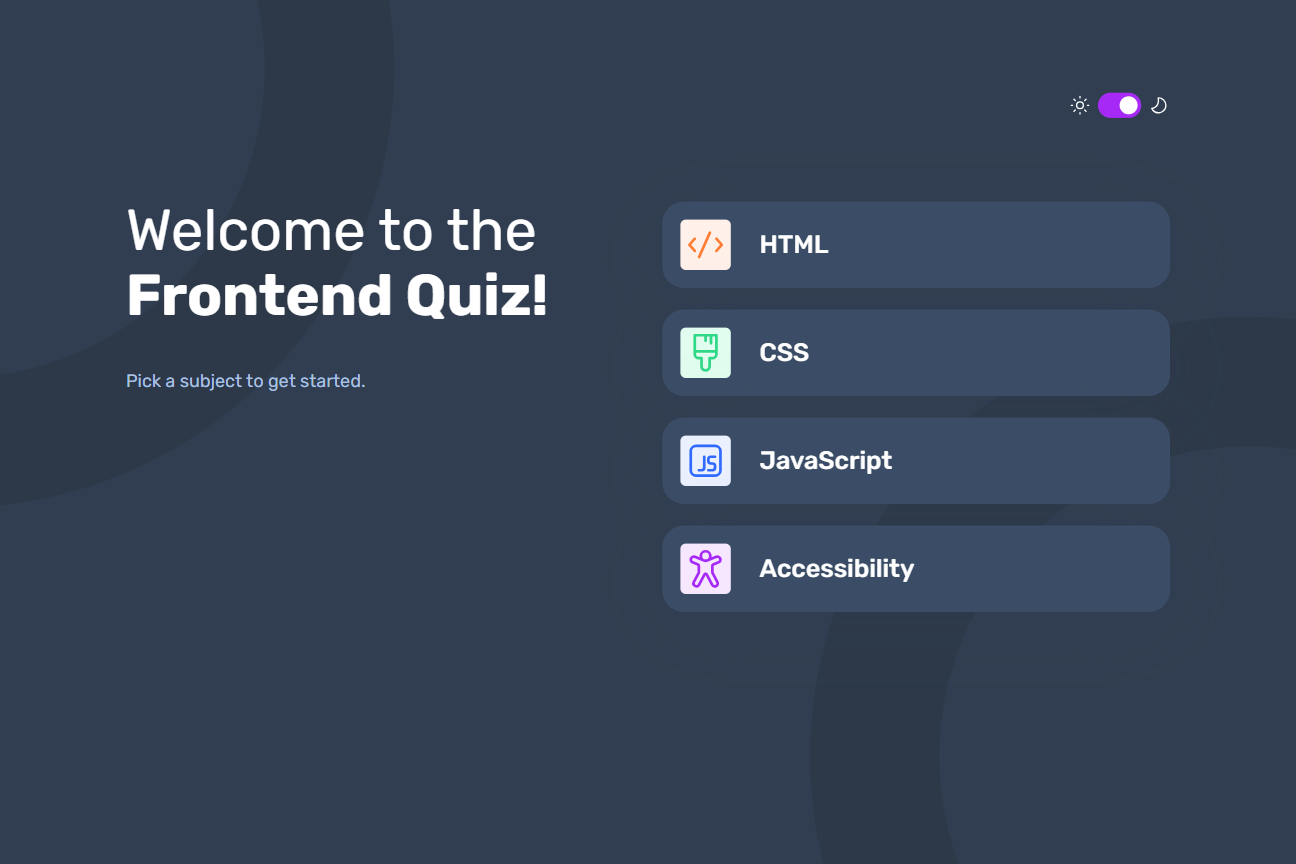 Welcome to the
Frontend Quiz!
Pick a subject to get started.
HTML
CSS
JS
JavaScript
Accessibility